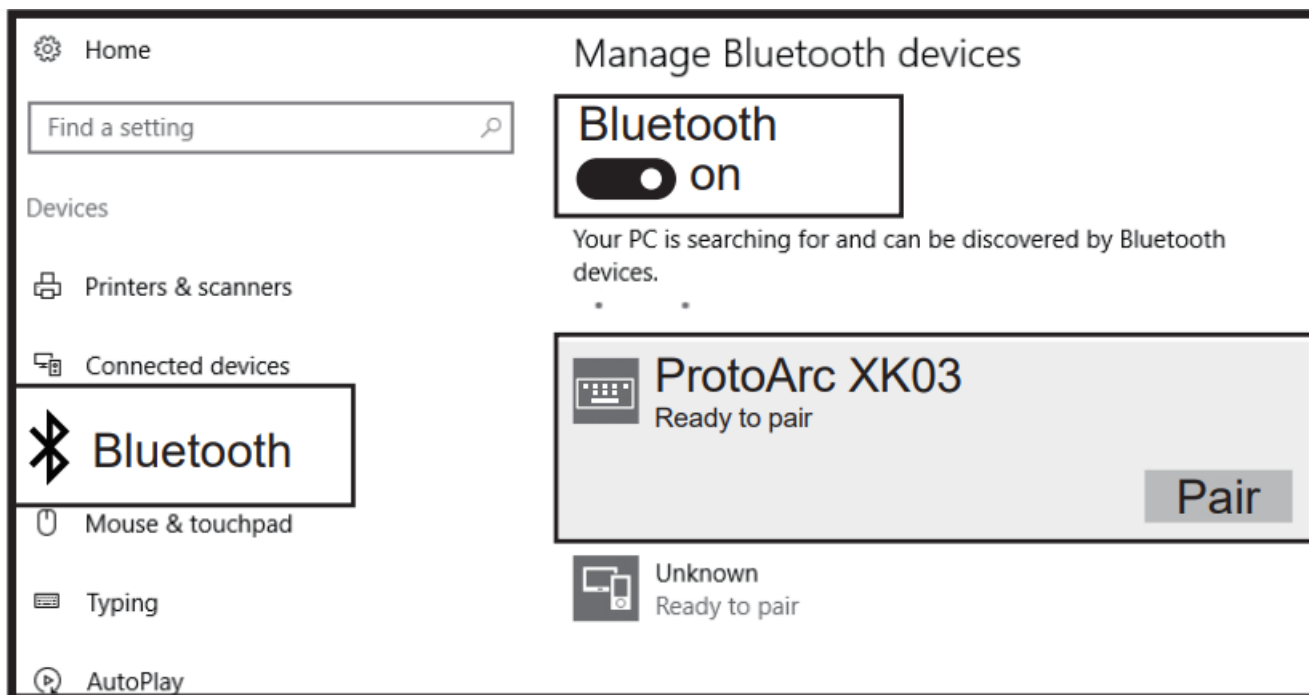 Home
Find a setting
Devices
Printers & scanners
Connected devices
Bluetooth
Mouse & touchpad
Typing
AutoPlay
Manage Bluetooth devices
Bluetooth
on
Your PC is searching for and can be discovered by Bluetooth
devices.
ProtoArc XK03
Ready to pair
Pair
Unknown
Ready to pair